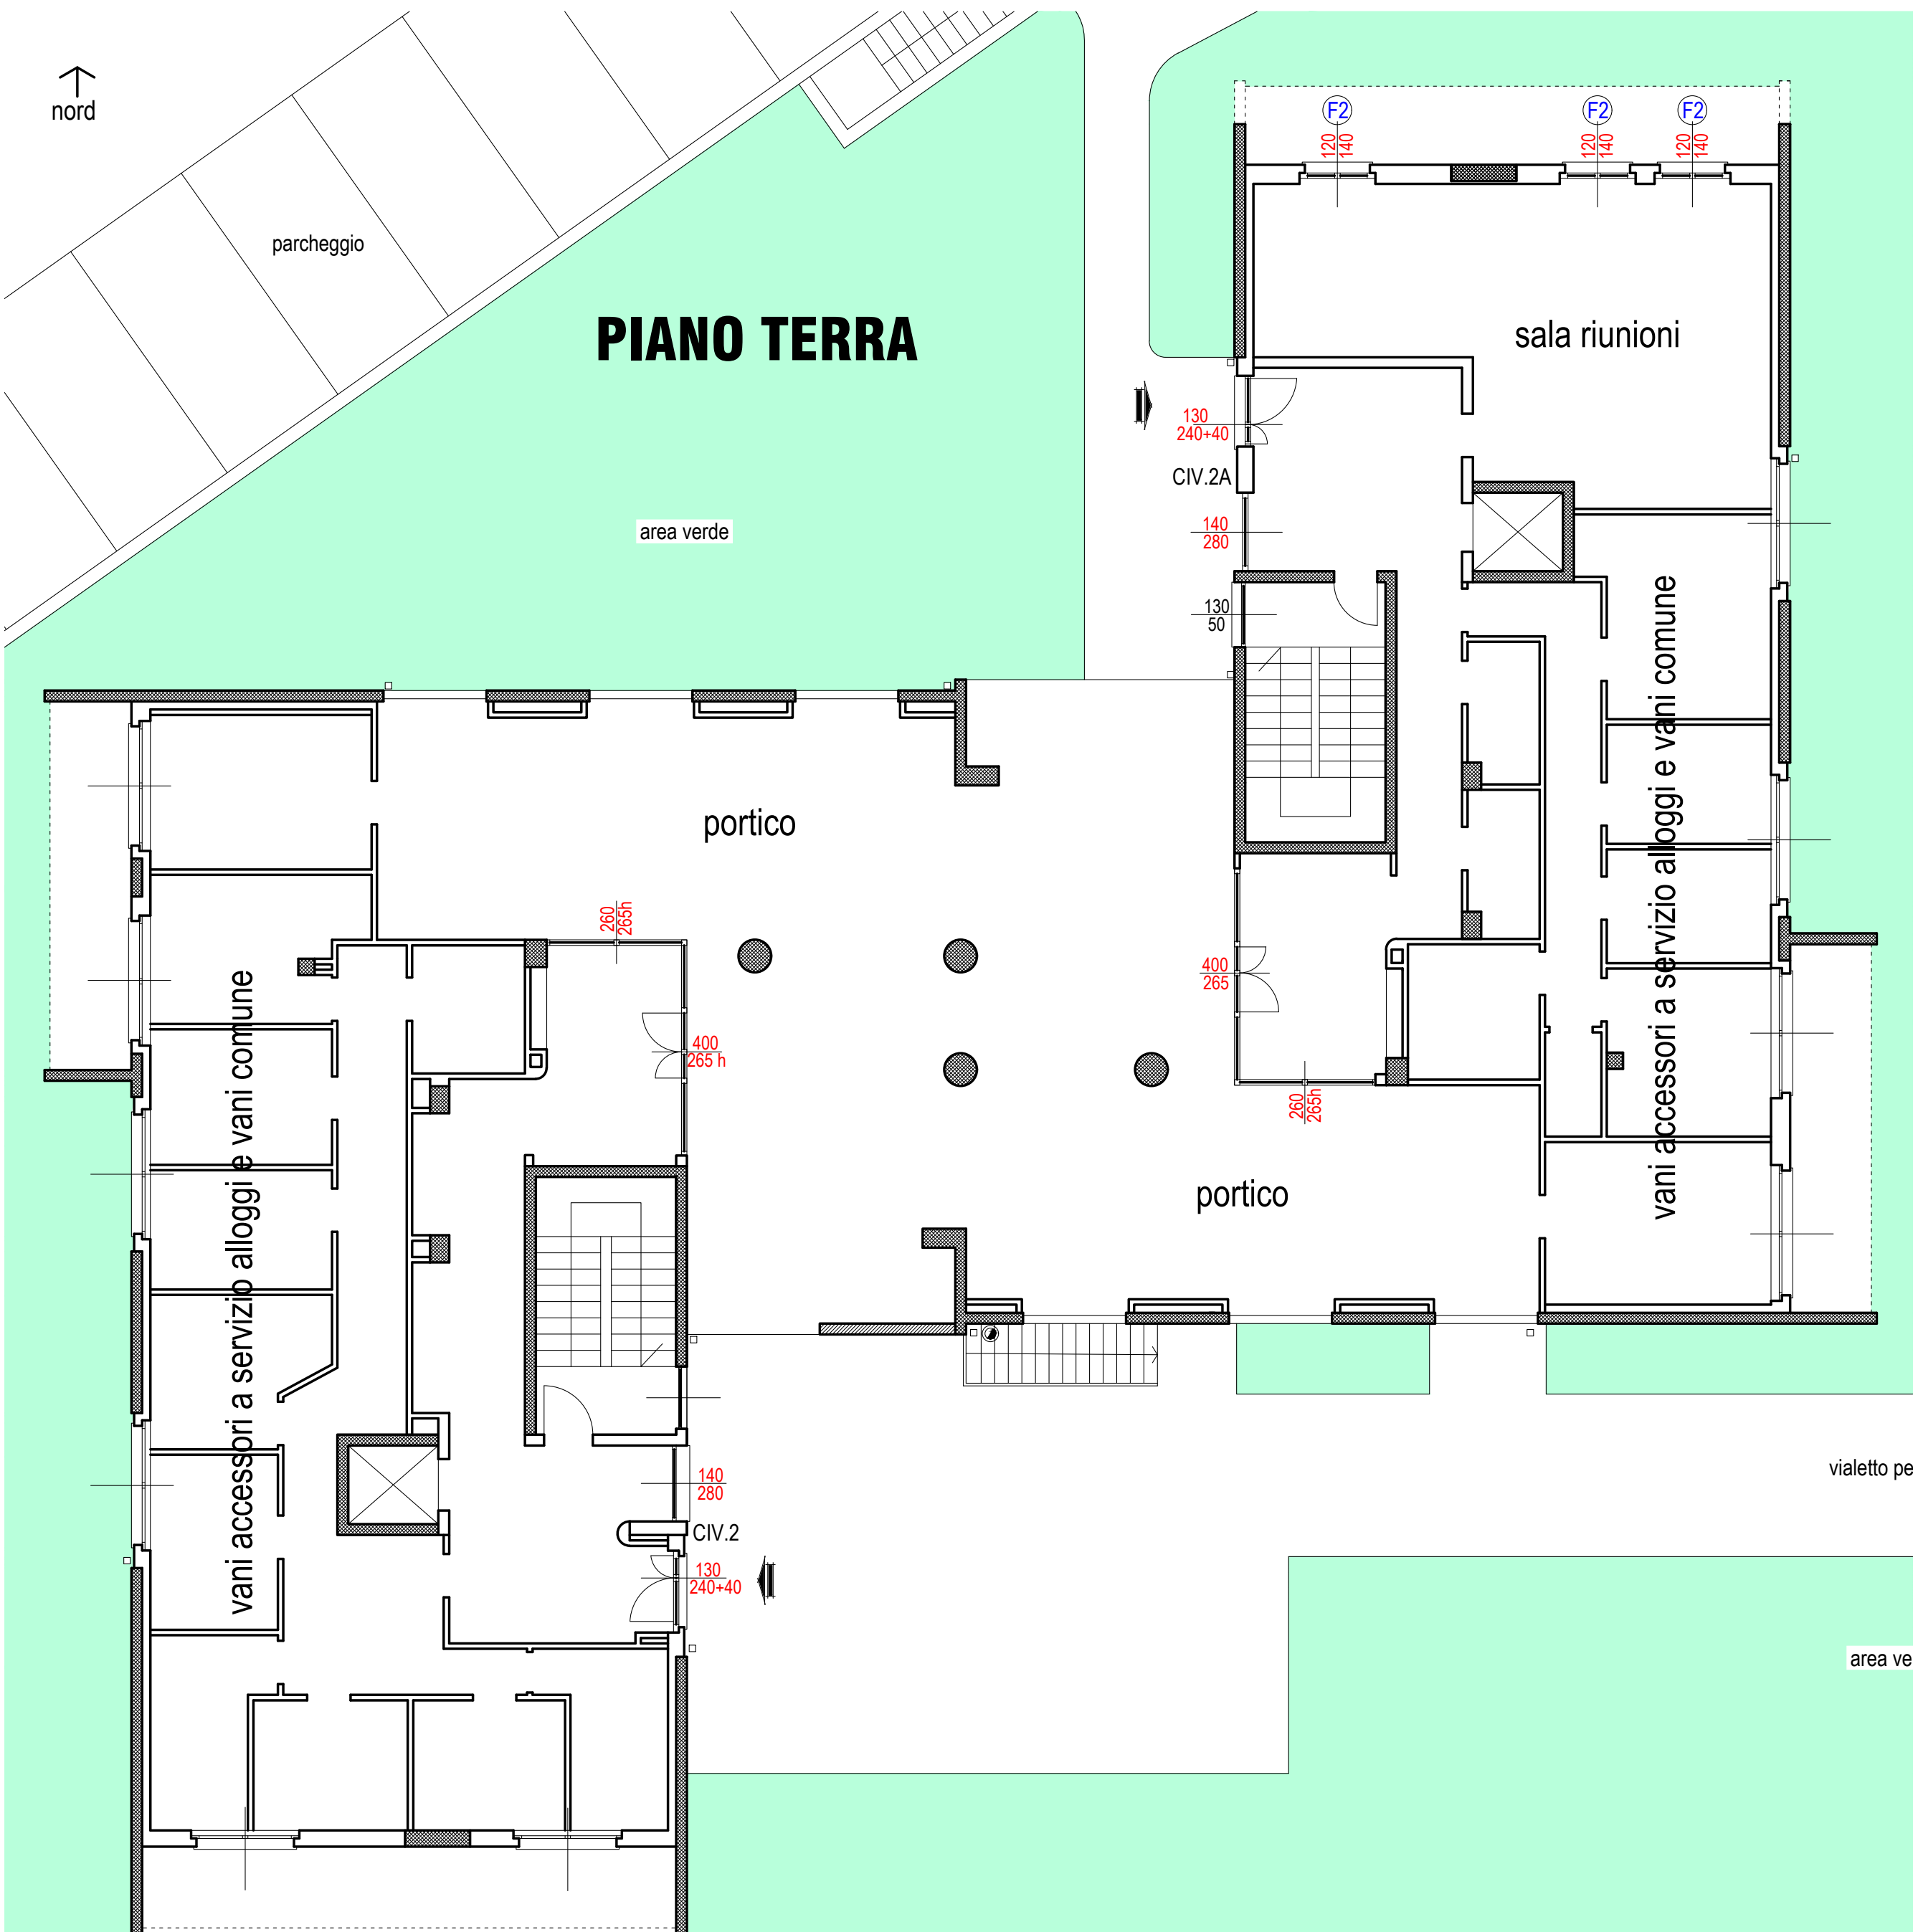 nord
F2
F2
F2
120
140
120
140
120
140
parcheggio
PIANO TERRA
sala riunioni
130
240+40
CIV.2A
area verde
140
280
130
50
vani accessori a servizio alloggi e vani comune
portico
260
265h
400
265
400
265 h
260
265h
vani accessori a servizio alloggi e vani comune
portico
140
280
vialetto pe
CIV.2
130
240+40
area ve